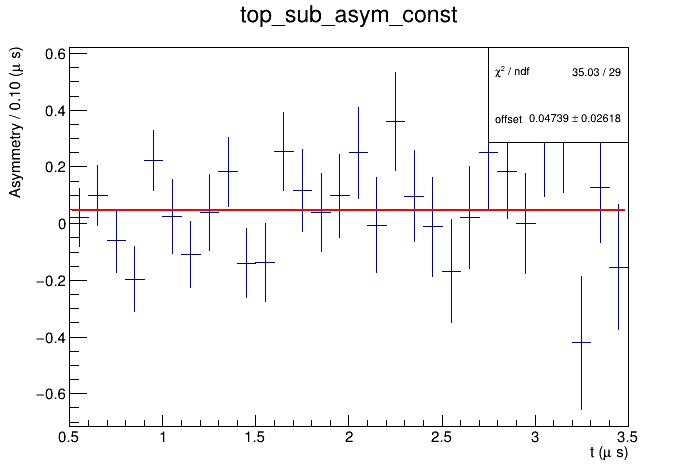 top_sub_asym_const
Asymmetry / 0.10 (μ s)
χ² / ndf 35.03 / 29
offset 0.04739 ± 0.02618
0.6
0.4
0.2
0
−0.2
−0.4
−0.6
0.5 1 1.5 2 2.5 3 3.5
t (μ s)